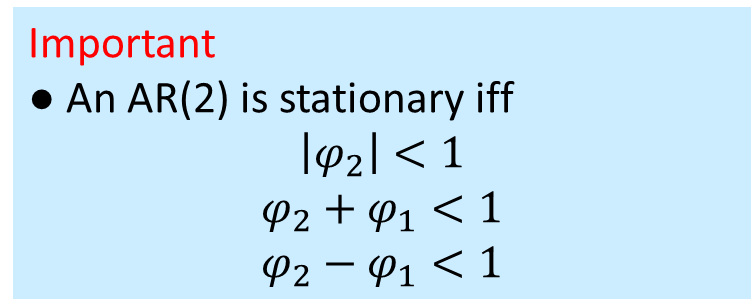 Important
● An AR(2) is stationary iff
|𝜑₂| < 1
𝜑₂ + 𝜑₁ < 1
𝜑₂ − 𝜑₁ < 1